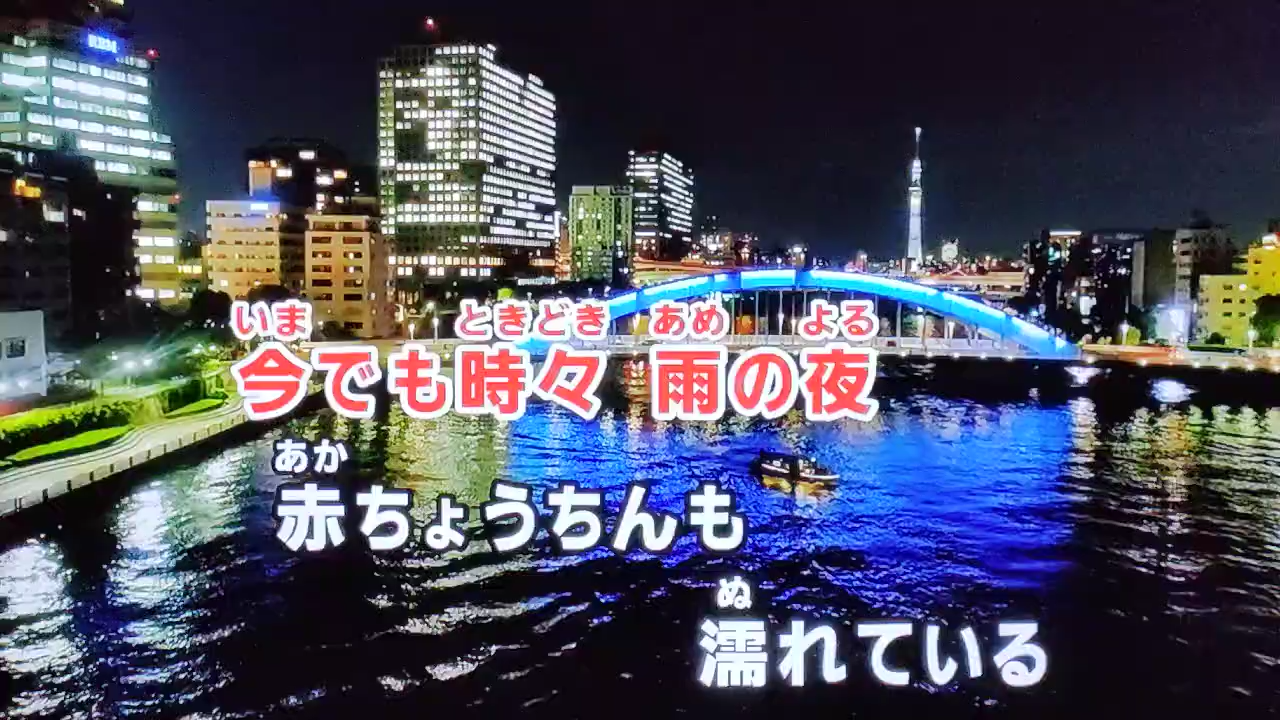 いま ときどき あめ よる
今でも時々 雨の夜
あか
赤ちょうちんも
ぬ
濡れている